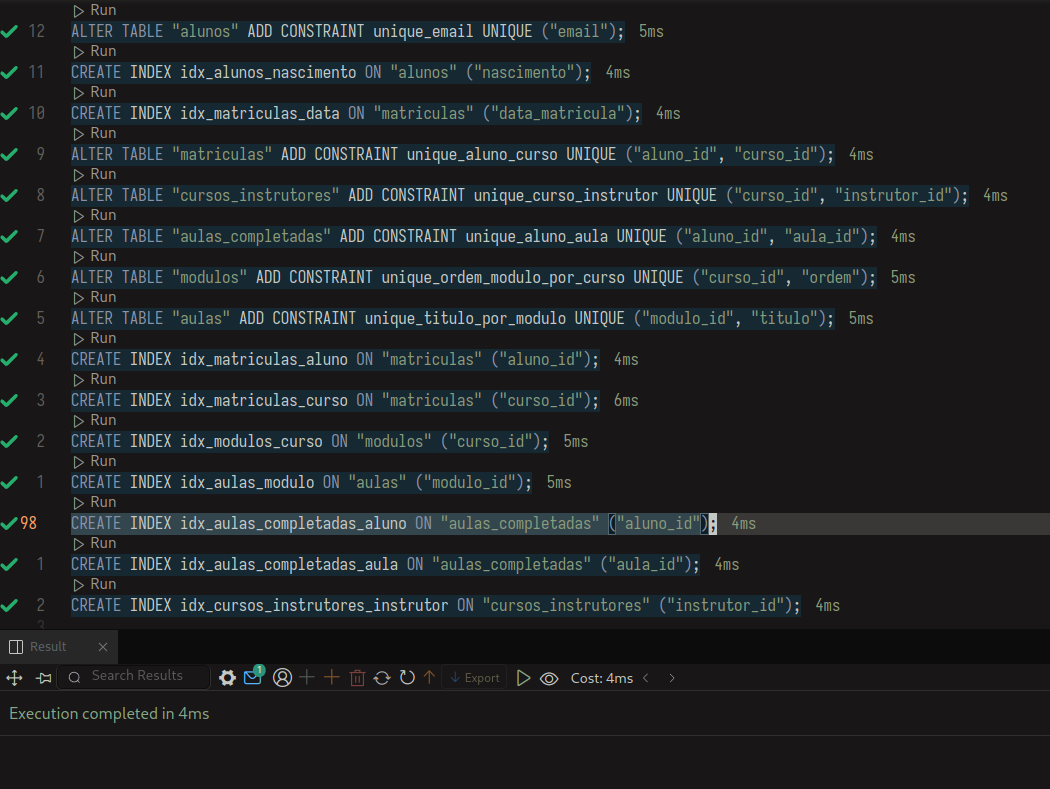 Run
12 ALTER TABLE "alunos" ADD CONSTRAINT unique_email UNIQUE ("email"); 5ms
Run
11 CREATE INDEX idx_alunos_nascimento ON "alunos" ("nascimento"); 4ms
Run
10 CREATE INDEX idx_matriculas_data ON "matriculas" ("data_matricula"); 4ms
Run
9 ALTER TABLE "matriculas" ADD CONSTRAINT unique_aluno_curso UNIQUE ("aluno_id", "curso_id"); 4ms
Run
8 ALTER TABLE "cursos_instrutores" ADD CONSTRAINT unique_curso_instrutor UNIQUE ("curso_id", "instrutor_id"); 4ms
Run
7 ALTER TABLE "aulas_completadas" ADD CONSTRAINT unique_aluno_aula UNIQUE ("aluno_id", "aula_id"); 4ms
Run
6 ALTER TABLE "modulos" ADD CONSTRAINT unique_ordem_modulo_por_curso UNIQUE ("curso_id", "ordem"); 5ms
Run
5 ALTER TABLE "aulas" ADD CONSTRAINT unique_titulo_por_modulo UNIQUE ("modulo_id", "titulo"); 5ms
Run
4 CREATE INDEX idx_matriculas_aluno ON "matriculas" ("aluno_id"); 4ms
Run
3 CREATE INDEX idx_matriculas_curso ON "matriculas" ("curso_id"); 6ms
Run
2 CREATE INDEX idx_modulos_curso ON "modulos" ("curso_id"); 5ms
Run
1 CREATE INDEX idx_aulas_modulo ON "aulas" ("modulo_id"); 5ms
Run
98 CREATE INDEX idx_aulas_completadas_aluno ON "aulas_completadas" ("aluno_id"); 4ms
Run
1 CREATE INDEX idx_aulas_completadas_aula ON "aulas_completadas" ("aula_id"); 4ms
Run
2 CREATE INDEX idx_cursos_instrutores_instrutor ON "cursos_instrutores" ("instrutor_id"); 4ms
3
Result
Search Results 1 Export Cost: 4ms
Execution completed in 4ms